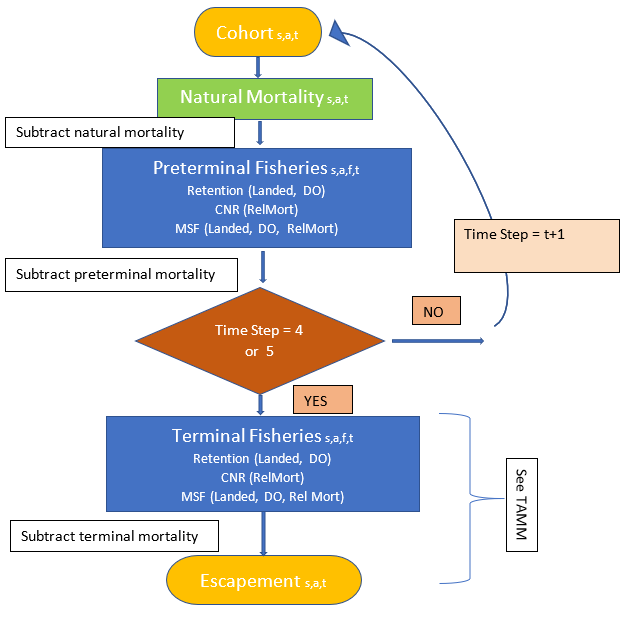 Cohort s,a,t
Natural Mortality s,a,t
Subtract natural mortality
Preterminal Fisheries s,a,f,t
Retention (Landed, DO)
CNR (RelMort)
MSF (Landed, DO, RelMort)
Time Step = t+1
Subtract preterminal mortality
Time Step = 4
or 5
NO
YES
Terminal Fisheries s,a,f,t
Retention (Landed, DO)
CNR (RelMort)
MSF (Landed, DO, Rel Mort)
See TAMM
Subtract terminal mortality
Escapement s,a,t